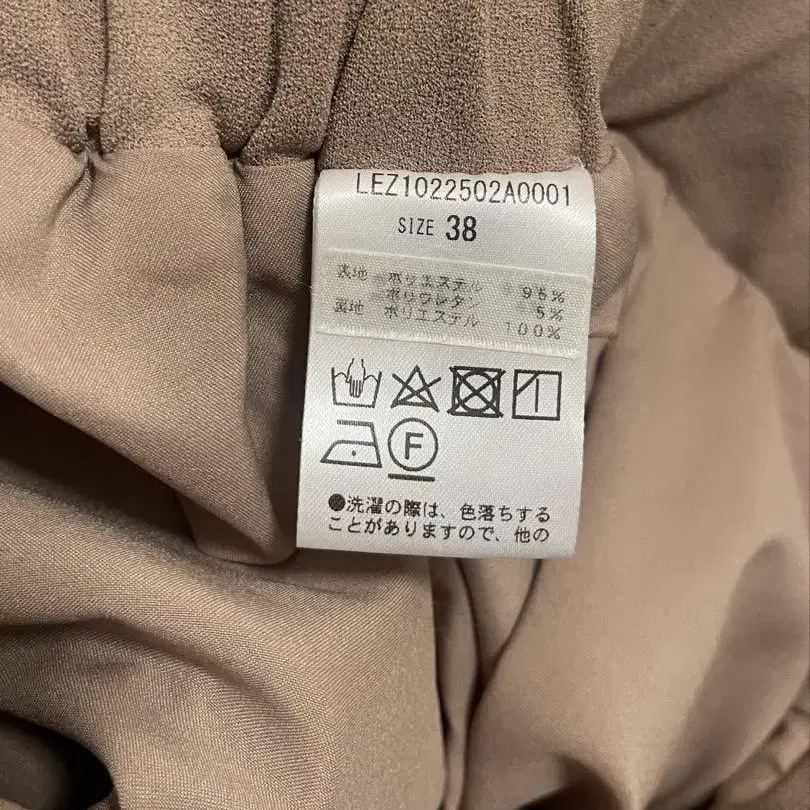 LEZ1022502A0001
SIZE 38
表地 ポリエステル 95%
ポリウレタン 5%
裏地 ポリエステル 100%
F
●洗濯の際は、色落ちする
ことがありますので、他の